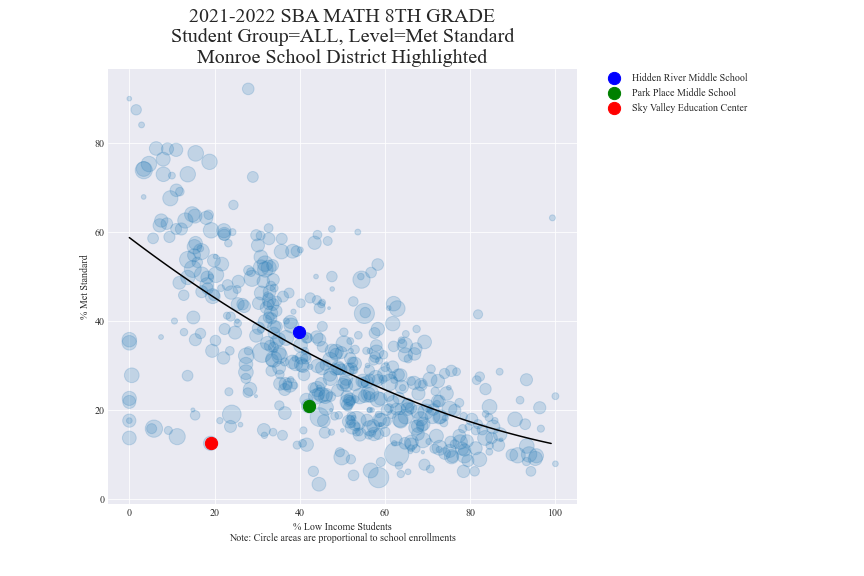 2021-2022 SBA MATH 8TH GRADE
Student Group=ALL, Level=Met Standard
Monroe School District Highlighted
Hidden River Middle School
Park Place Middle School
Sky Valley Education Center
% Met Standard
80
60
40
20
0
0 20 40 60 80 100
% Low Income Students
Note: Circle areas are proportional to school enrollments